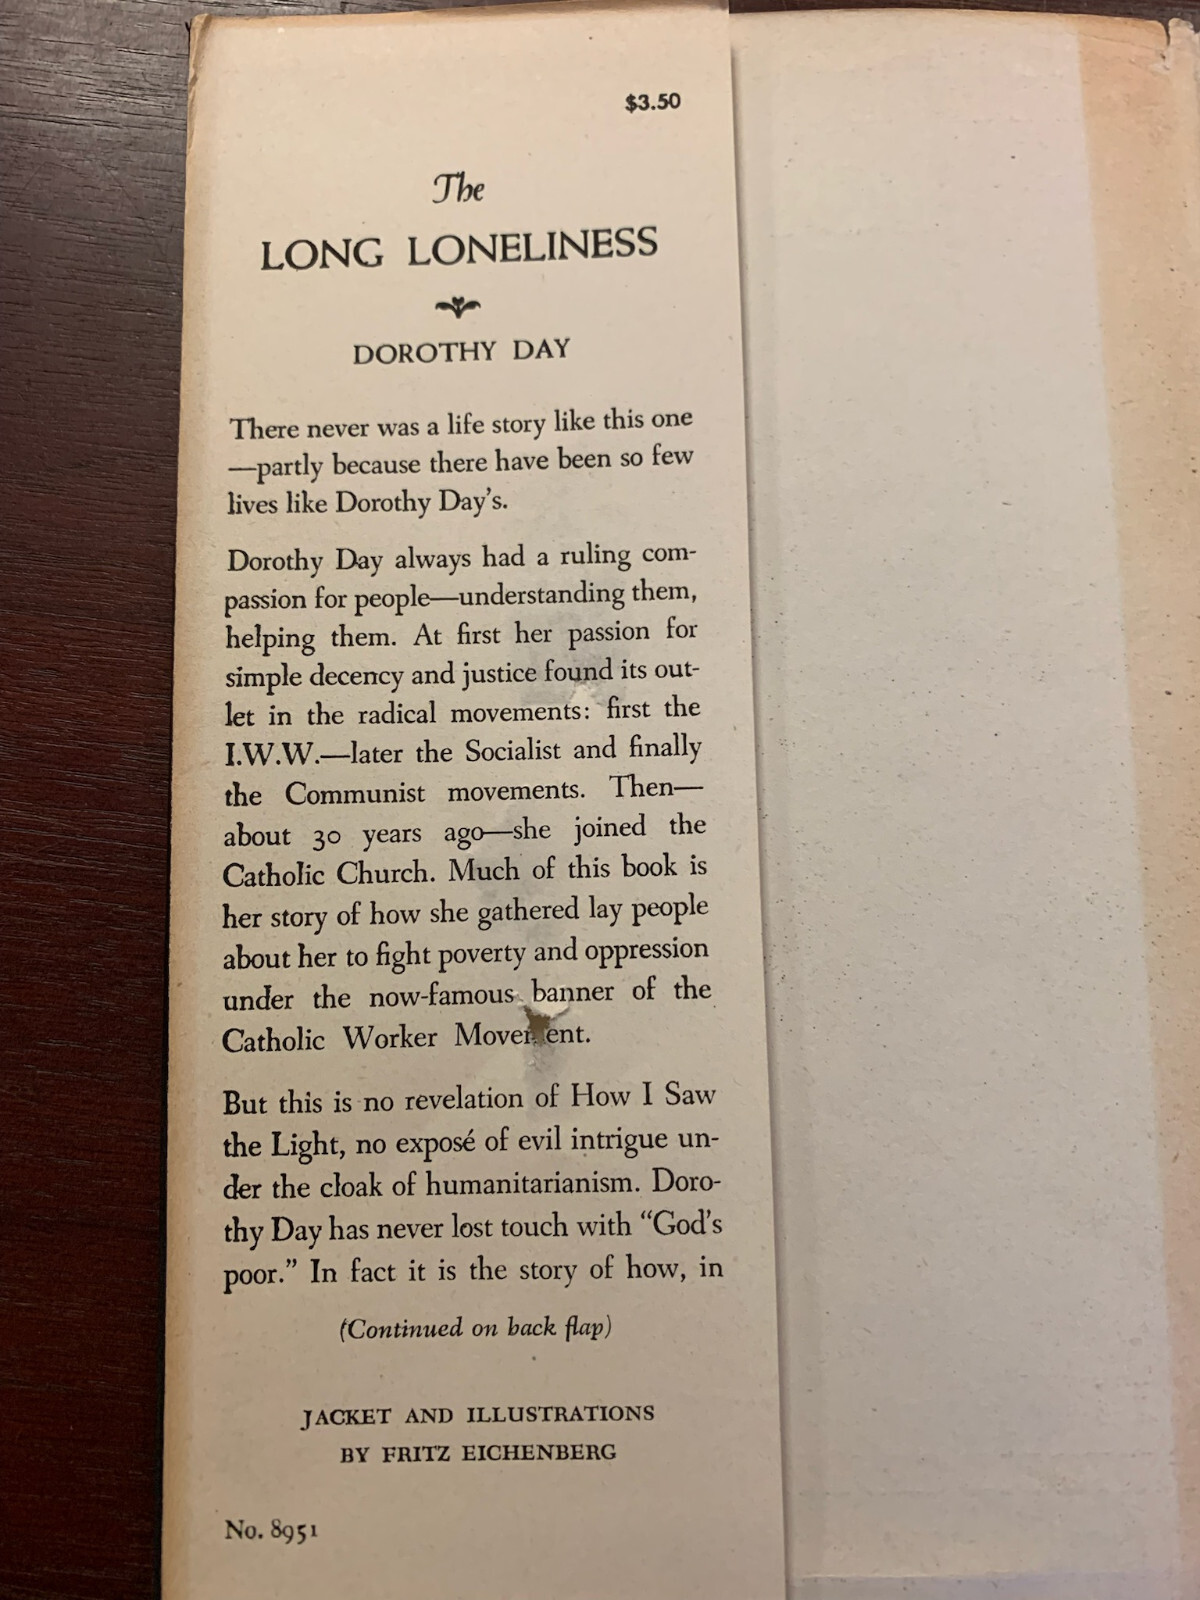 $3.50
The
LONG LONELINESS
DOROTHY DAY
There never was a life story like this one
—partly because there have been so few
lives like Dorothy Day's.
Dorothy Day always had a ruling com-
passion for people—understanding them,
helping them. At first her passion for
simple decency and justice found its out-
let in the radical movements: first the
I.W.W.—later the Socialist and finally
the Communist movements. Then—
about 30 years ago—she joined the
Catholic Church. Much of this book is
her story of how she gathered lay people
about her to fight poverty and oppression
under the now-famous banner of the
Catholic Worker Movement.
But this is no revelation of How I Saw
the Light, no exposé of evil intrigue un-
der the cloak of humanitarianism. Doro-
thy Day has never lost touch with “God's
poor.” In fact it is the story of how, in
(Continued on back flap)
JACKET AND ILLUSTRATIONS
BY FRITZ EICHENBERG
No. 8951